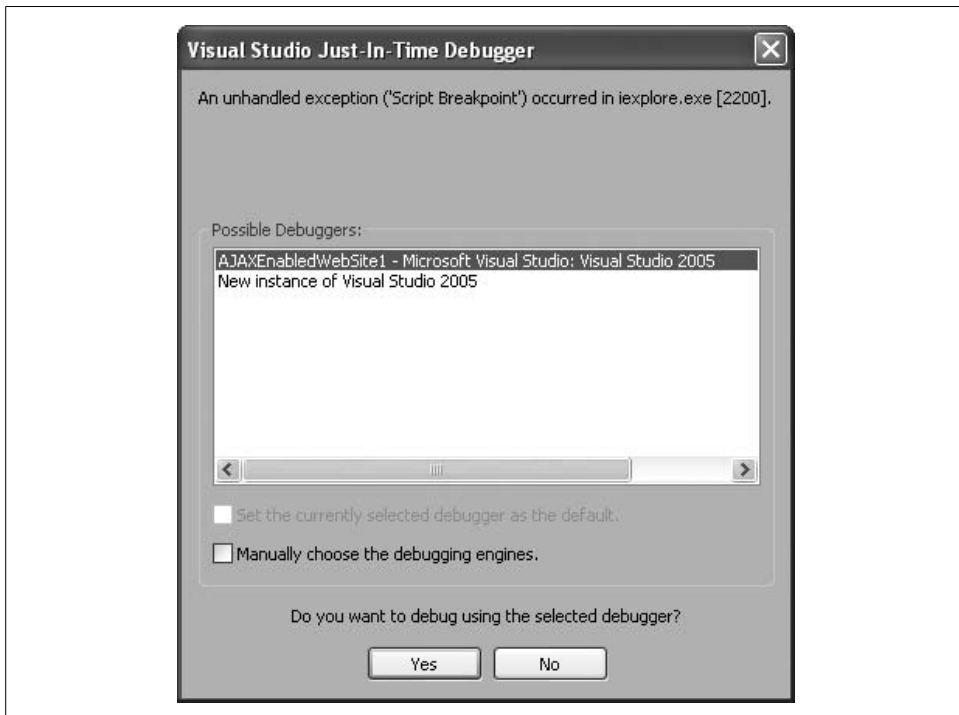 Visual Studio Just-In-Time Debugger
An unhandled exception ('Script Breakpoint') occurred in iexplore.exe [2200].
Possible Debuggers:
AJAXEnabledWebSite1 - Microsoft Visual Studio: Visual Studio 2005
New instance of Visual Studio 2005
Set the currently selected debugger as the default.
Manually choose the debugging engines.
Do you want to debug using the selected debugger?
Yes No